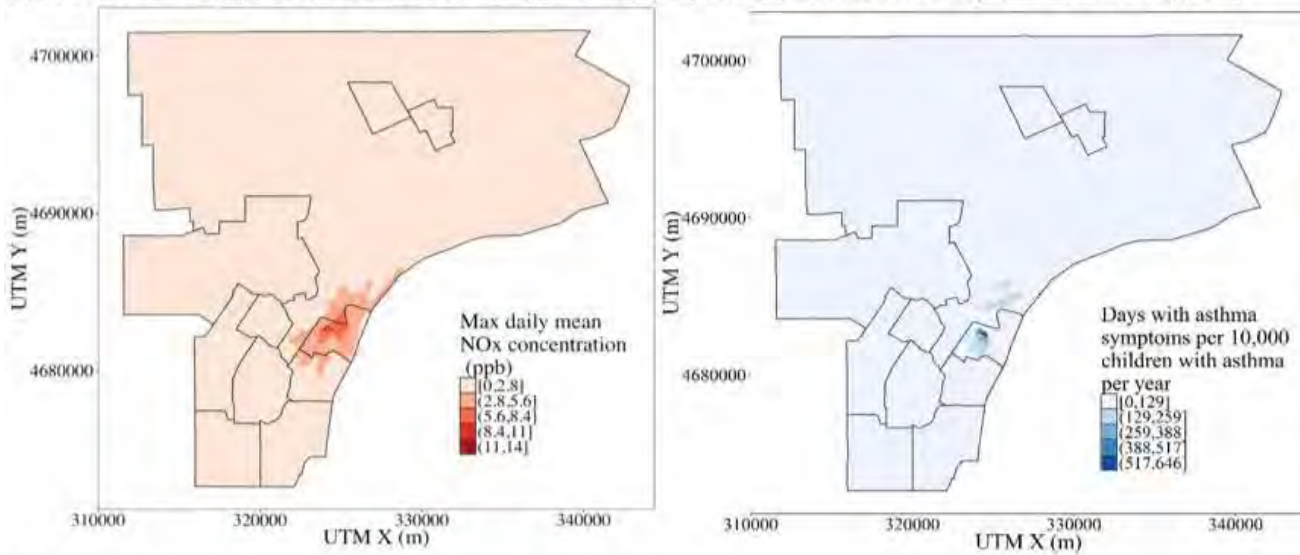 4700000
4690000
4680000
UTM Y (m)
310000 320000 330000 340000
UTM X (m)
Max daily mean
NOx concentration
(ppb)
[0,2.8]
(2.8,5.6]
(5.6,8.4]
(8.4,11]
(11,14]
4700000
4690000
4680000
UTM Y (m)
310000 320000 330000 340000
UTM X (m)
Days with asthma
symptoms per 10,000
children with asthma
per year
[0,129]
(129,259]
(259,388]
(388,517]
(517,646]